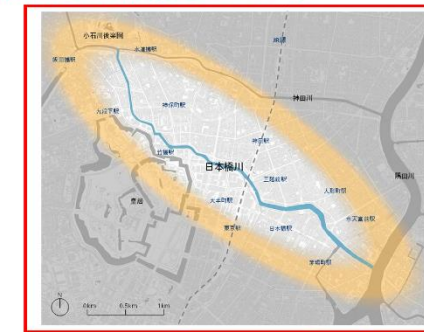 小石川後楽園
水道橋駅
飯田橋駅
神田川
九段下駅
神保町駅
竹橋駅
神田駅
日本橋川
三越前駅
人形町駅
隅田川
皇居
大手町駅
水天宮前駅
東京駅
日本橋駅
茅場町駅
N
0km
0.5km
1km